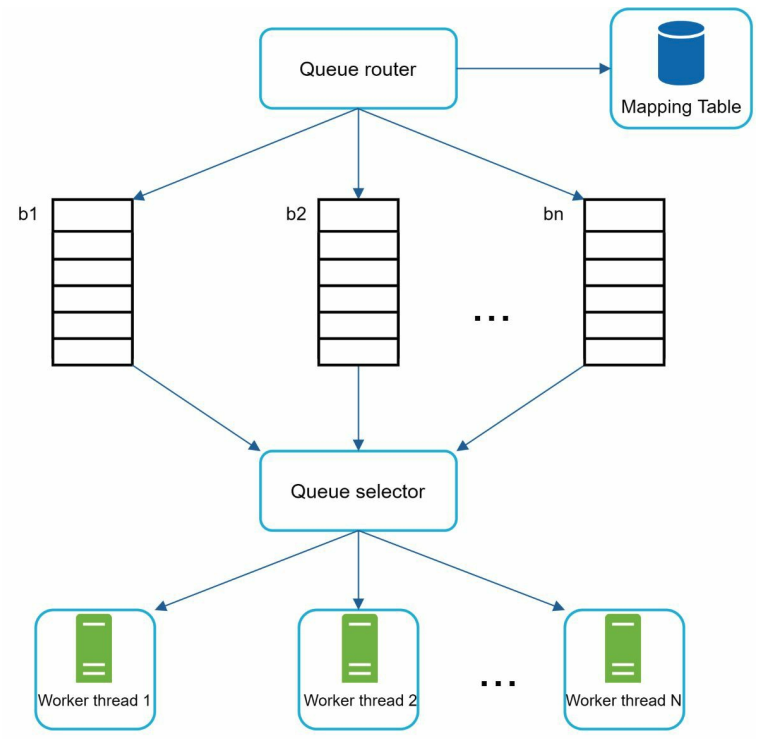 Queue router
Mapping Table
b1
b2
bn
...
Queue selector
Worker thread 1
Worker thread 2
...
Worker thread N